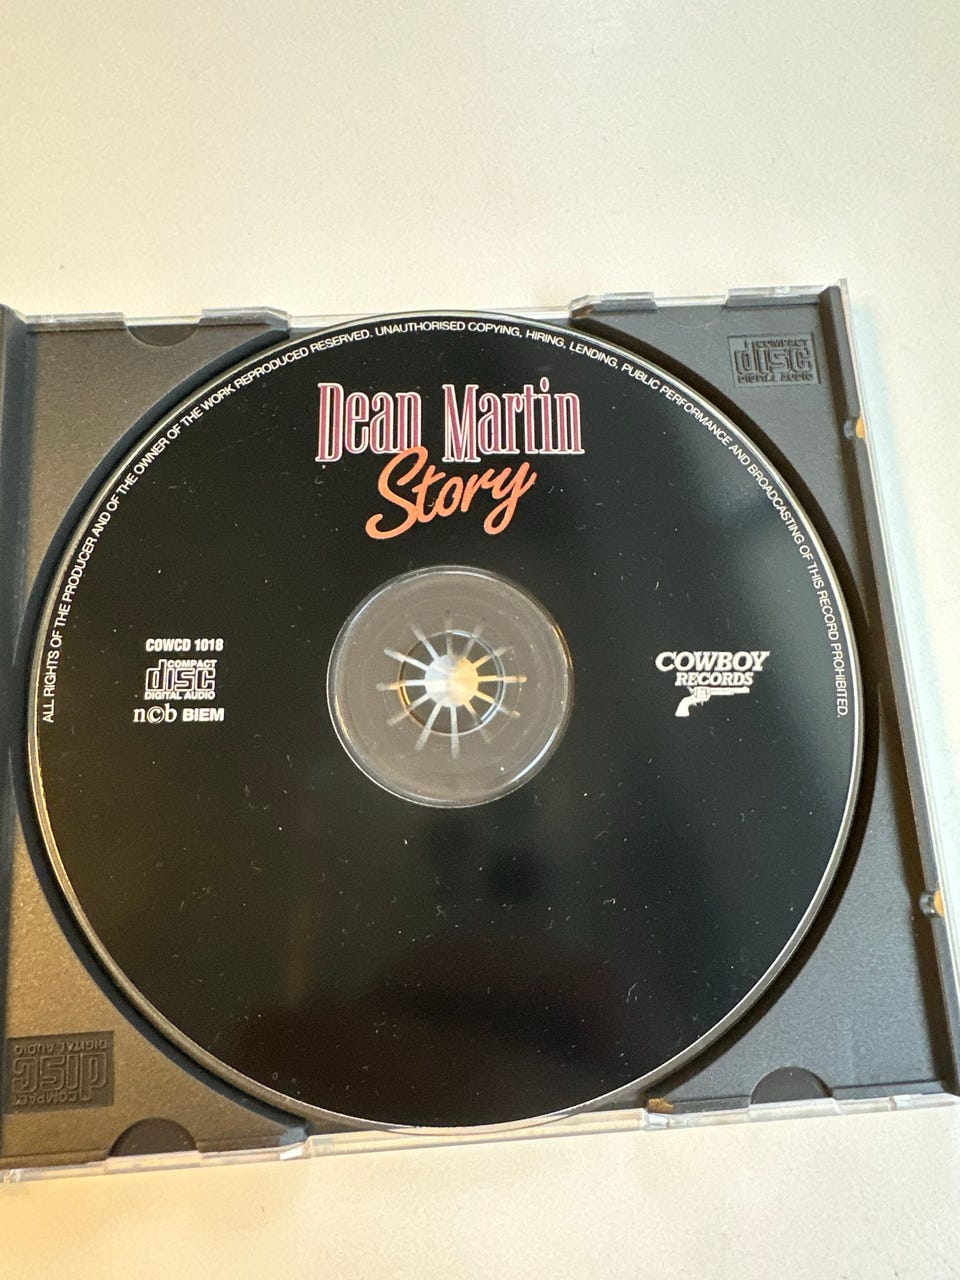 ALL RIGHTS OF THE PRODUCER AND OF THE OWNER OF THE WORK REPRODUCED RESERVED. UNAUTHORISED COPYING, HIRING, LENDING, PUBLIC PERFORMANCE AND BROADCASTING OF THIS RECORD PROHIBITED.
Dean Martin
Story
COWCD 1018
COMPACT
disc
DIGITAL AUDIO
n©b BIEM
COWBOY
RECORDS
COMPACT
disc
DIGITAL AUDIO
COMPACT
disc
DIGITAL AUDIO